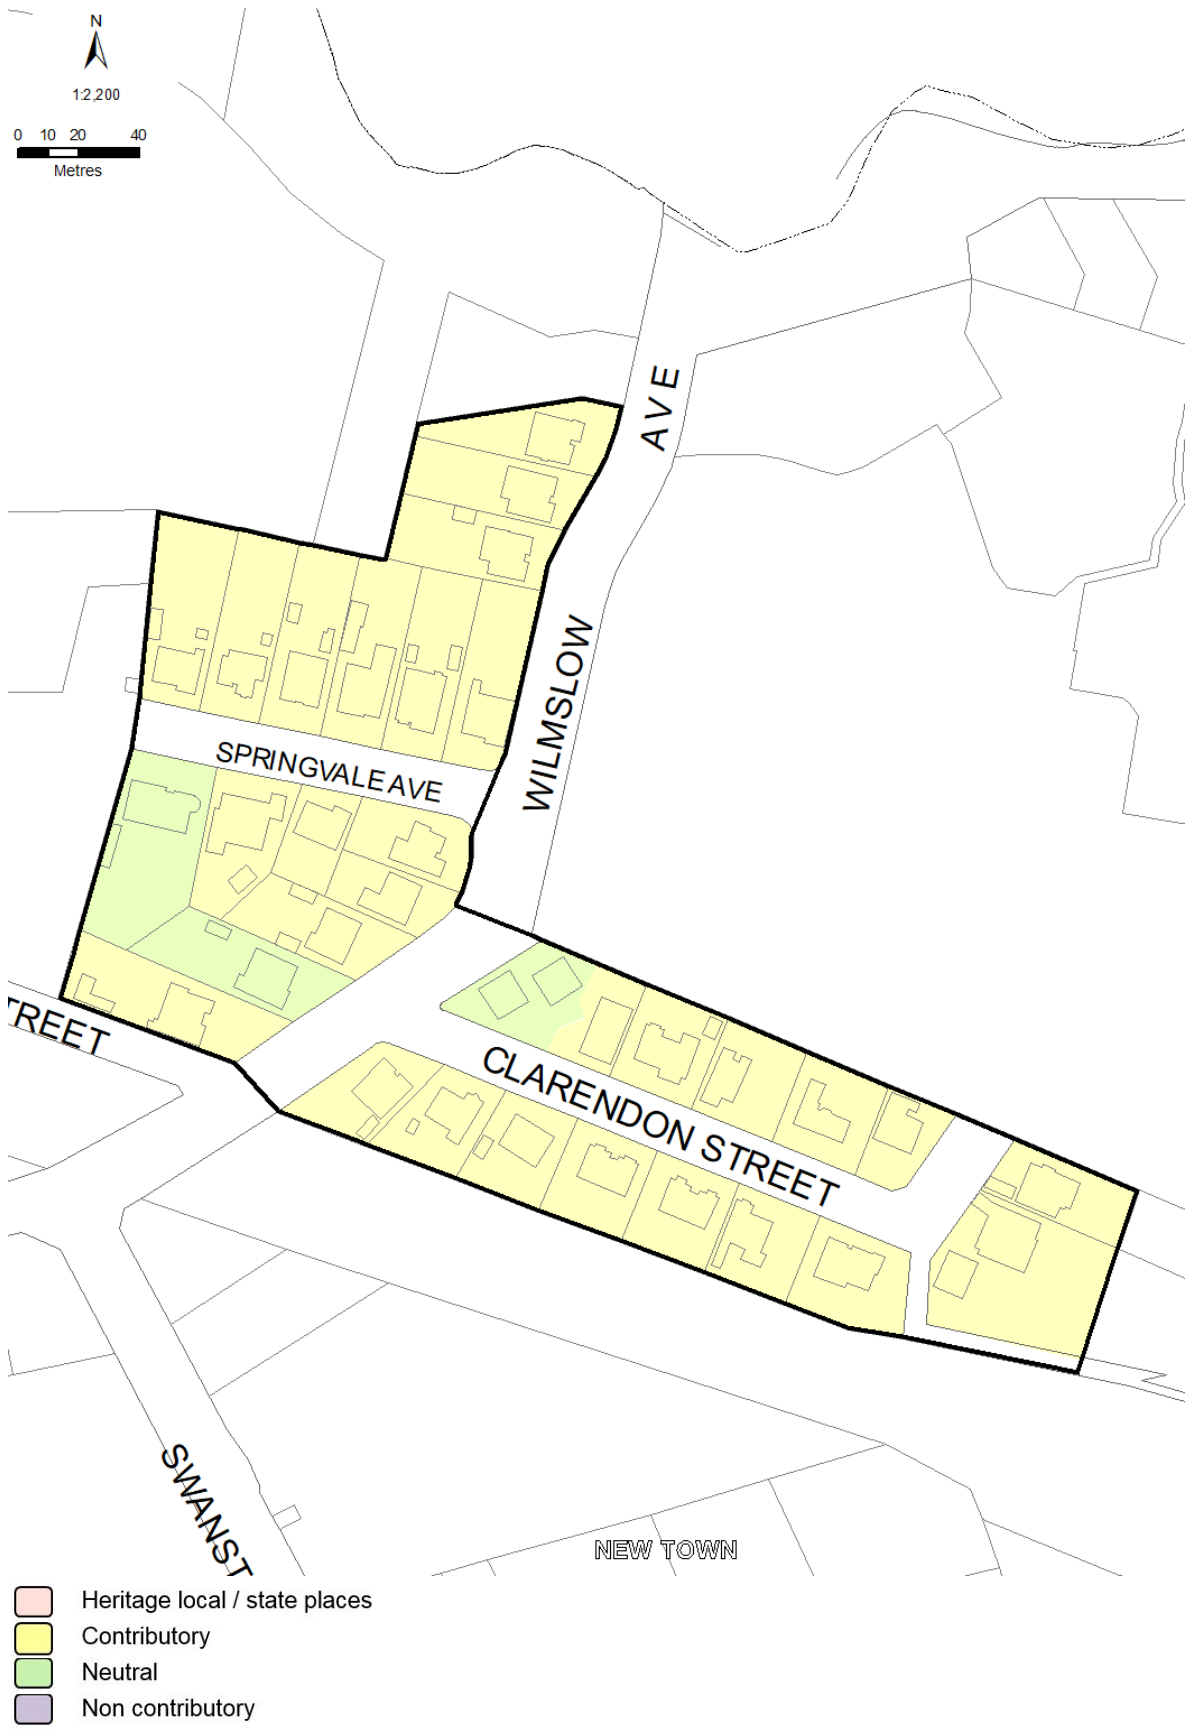 N
1:2,200
0 10 20 40
Metres
AVE
WILMSLOW
SPRINGVALE AVE
TREET
CLARENDON STREET
SWANST
NEW TOWN
Heritage local / state places
Contributory
Neutral
Non contributory